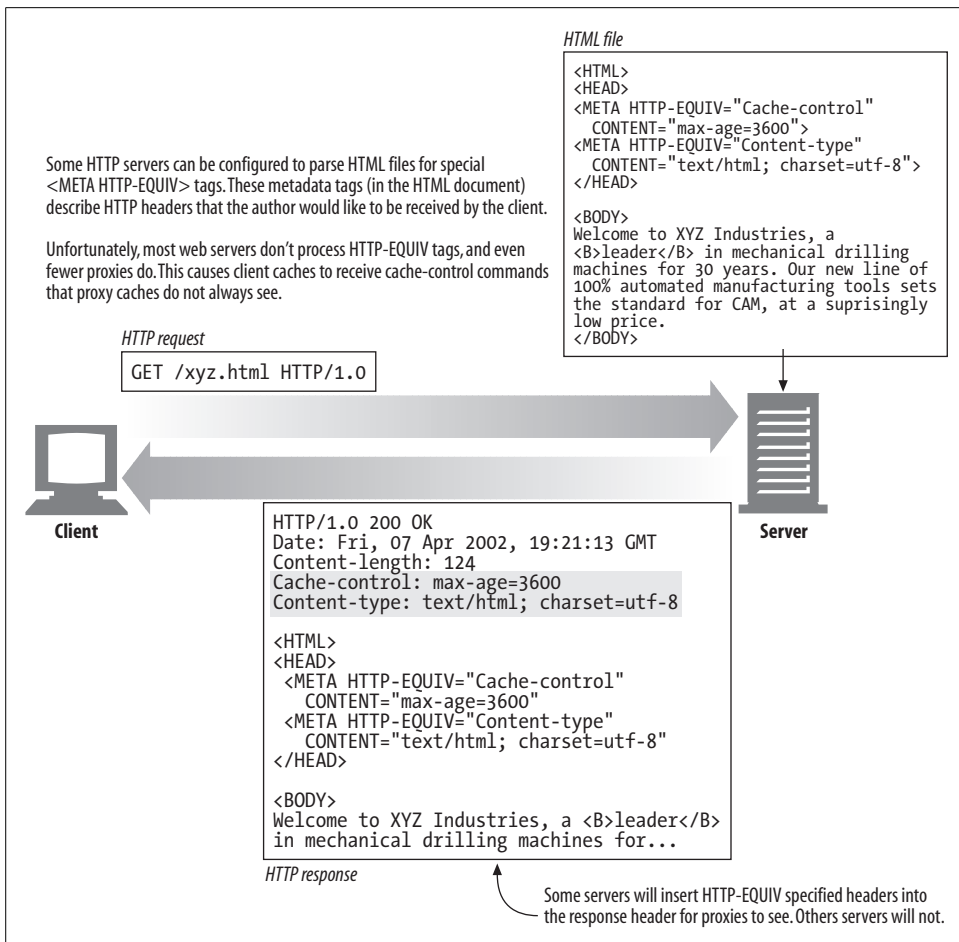 HTML file
<HTML>
<HEAD>
<META HTTP-EQUIV="Cache-control"
CONTENT="max-age=3600">
<META HTTP-EQUIV="Content-type"
CONTENT="text/html; charset=utf-8">
</HEAD>
<BODY>
Welcome to XYZ Industries, a
<B>leader</B> in mechanical drilling
machines for 30 years. Our new line of
100% automated manufacturing tools sets
the standard for CAM, at a suprisingly
low price.
</BODY>
Some HTTP servers can be configured to parse HTML files for special
<META HTTP-EQUIV> tags. These metadata tags (in the HTML document)
describe HTTP headers that the author would like to be received by the client.
Unfortunately, most web servers don't process HTTP-EQUIV tags, and even
fewer proxies do. This causes client caches to receive cache-control commands
that proxy caches do not always see.
HTTP request
GET /xyz.html HTTP/1.0
Client
Server
HTTP/1.0 200 OK
Date: Fri, 07 Apr 2002, 19:21:13 GMT
Content-length: 124
Cache-control: max-age=3600
Content-type: text/html; charset=utf-8
<HTML>
<HEAD>
<META HTTP-EQUIV="Cache-control"
CONTENT="max-age=3600"
<META HTTP-EQUIV="Content-type"
CONTENT="text/html; charset=utf-8"
</HEAD>
<BODY>
Welcome to XYZ Industries, a <B>leader</B>
in mechanical drilling machines for...
HTTP response
Some servers will insert HTTP-EQUIV specified headers into
the response header for proxies to see. Others servers will not.